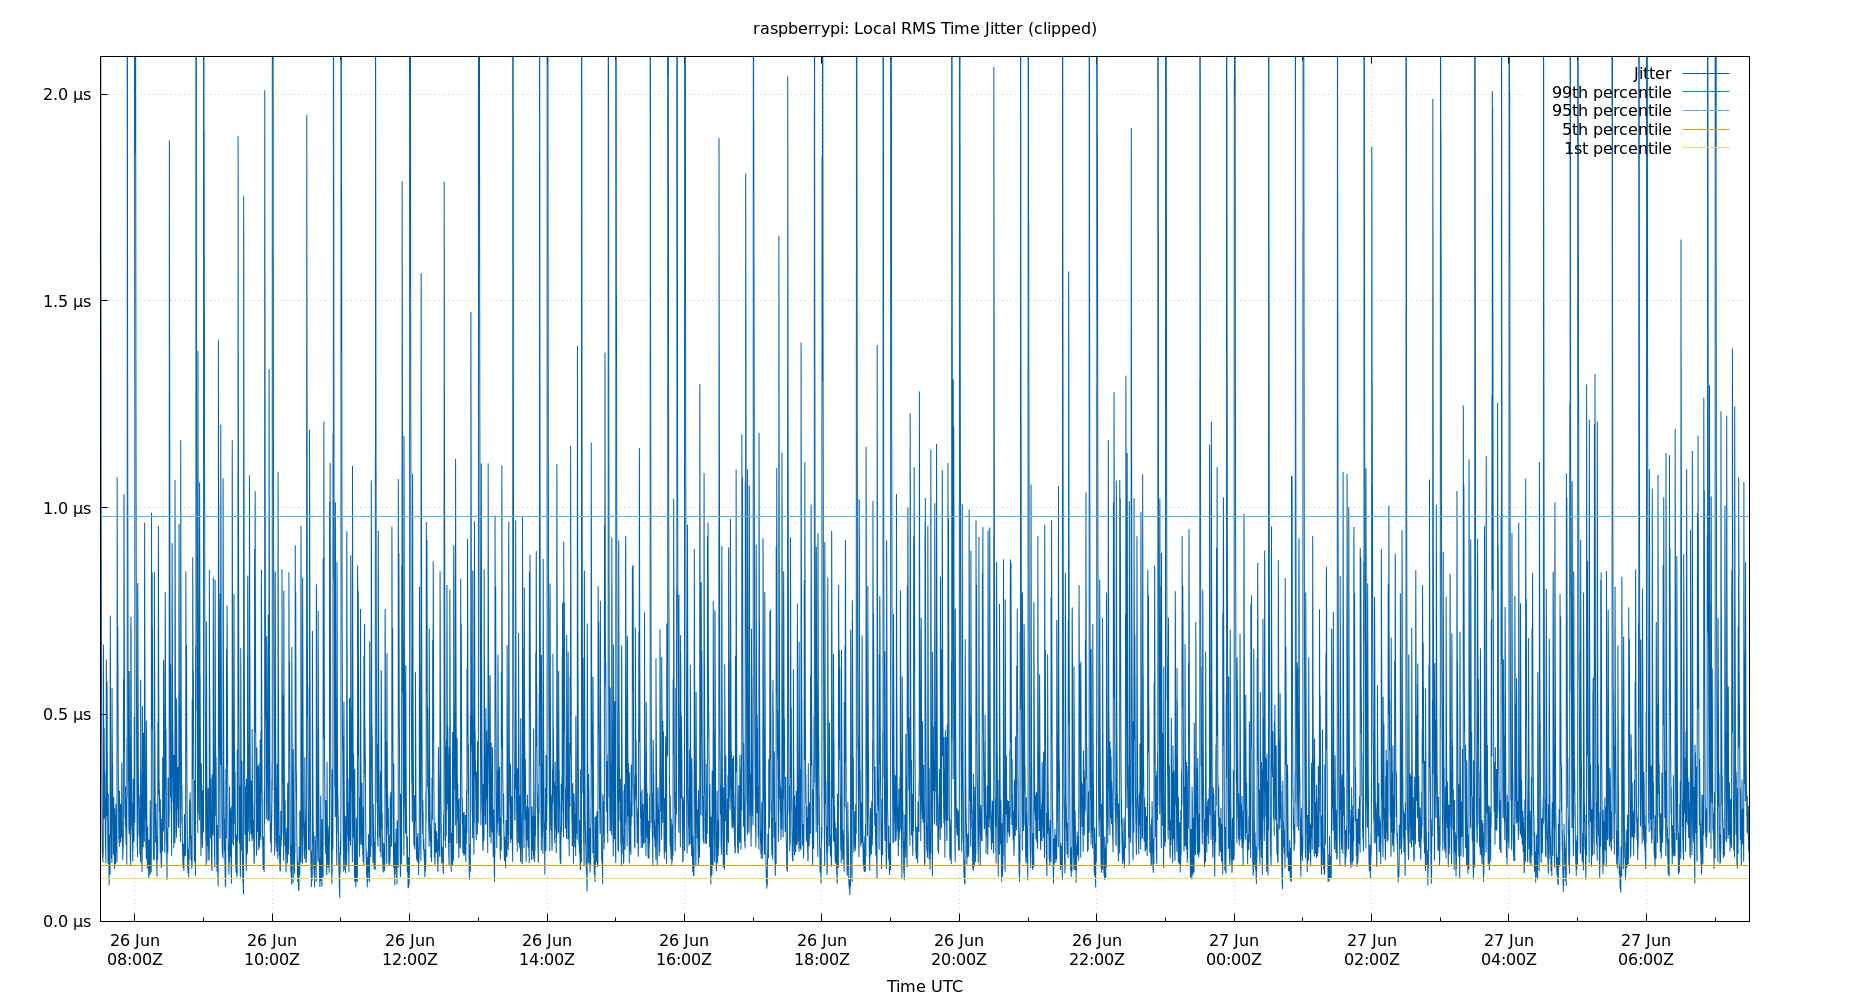 raspberrypi: Local RMS Time Jitter (clipped)
Jitter
99th percentile
95th percentile
5th percentile
1st percentile
2.0 µs
1.5 µs
1.0 µs
0.5 µs
0.0 µs
26 Jun 26 Jun 26 Jun 26 Jun 26 Jun 26 Jun 26 Jun 26 Jun 27 Jun 27 Jun 27 Jun 27 Jun
08:00Z 10:00Z 12:00Z 14:00Z 16:00Z 18:00Z 20:00Z 22:00Z 00:00Z 02:00Z 04:00Z 06:00Z
Time UTC